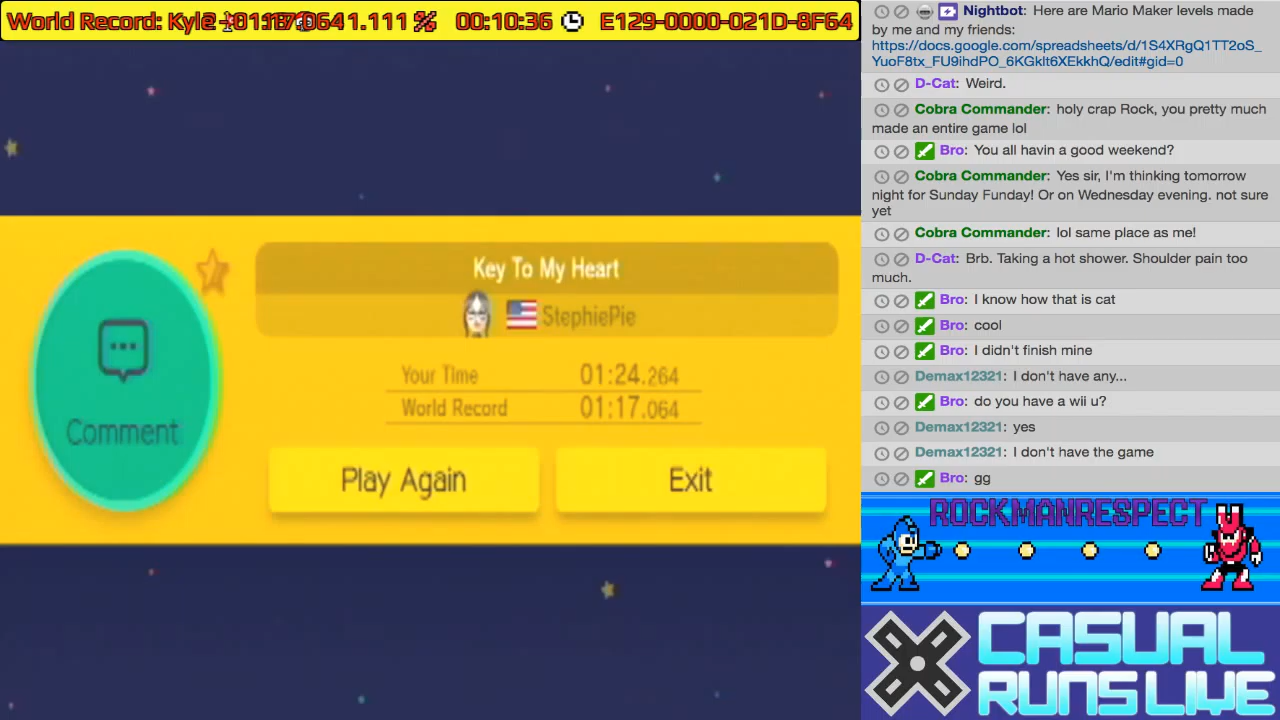 World Record: Kyle 00:10:36 E129-0000-021D-8F64
Key To My Heart
StephiePie
Your Time 01:24.264
World Record 01:17.064
Comment
Play Again Exit
Nightbot: Here are Mario Maker levels made
by me and my friends:
https://docs.google.com/spreadsheets/d/1S4XRgQ1TT2oS_
YuoF8tx_FU9ihdPO_6KGklt6XEkkhQ/edit#gid=0
D-Cat: Weird.
Cobra Commander: holy crap Rock, you pretty much
made an entire game lol
Bro: You all havin a good weekend?
Cobra Commander: Yes sir, I'm thinking tomorrow
night for Sunday Funday! Or on Wednesday evening. not sure
yet
Cobra Commander: lol same place as me!
D-Cat: Brb. Taking a hot shower. Shoulder pain too
much.
Bro: I know how that is cat
Bro: cool
Bro: I didn't finish mine
Demax12321: I don't have any...
Bro: do you have a wii u?
Demax12321: yes
Demax12321: I don't have the game
Bro: gg
ROCKMANRESPECT
CASUAL
RUNS LIVE